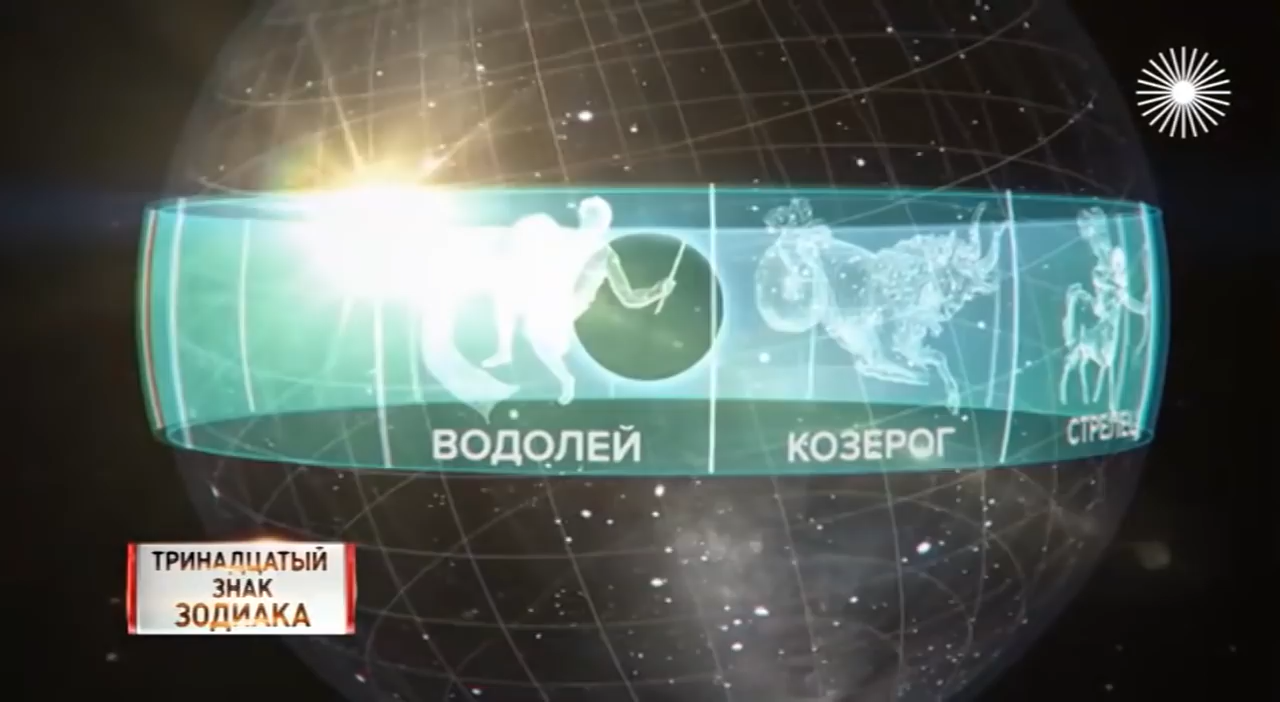 ВОДОЛЕЙ
КОЗЕРОГ
СТРЕЛЕЦ
ТРИНАДЦАТЫЙ
ЗНАК
ЗОДИАКА